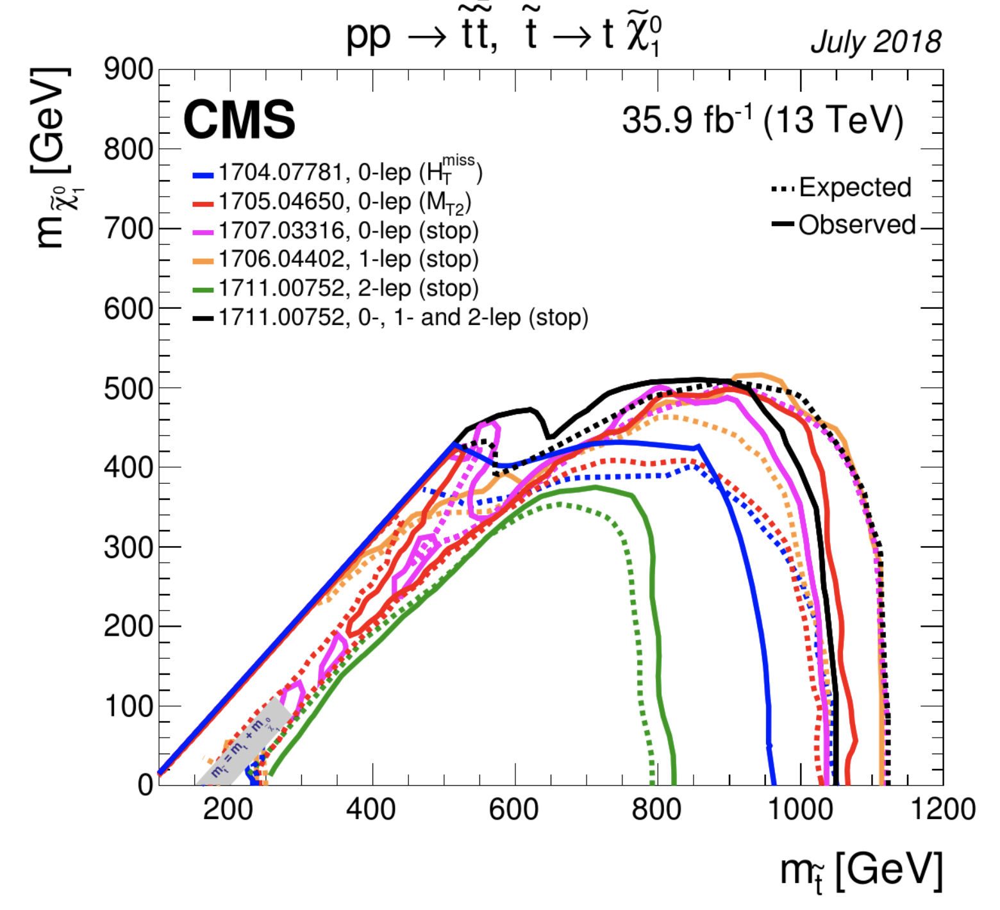 pp → t̃t̃̄, t̃ → t χ̃⁰₁
July 2018
CMS
35.9 fb⁻¹ (13 TeV)
1704.07781, 0-lep (H_T^miss)
1705.04650, 0-lep (M_T2)
1707.03316, 0-lep (stop)
1706.04402, 1-lep (stop)
1711.00752, 2-lep (stop)
1711.00752, 0-, 1- and 2-lep (stop)
Expected
Observed
m_χ̃⁰₁ [GeV]
900
800
700
600
500
400
300
200
100
0
m_t̃ = m_t + m_χ̃⁰₁
200
400
600
800
1000
1200
m_t̃ [GeV]